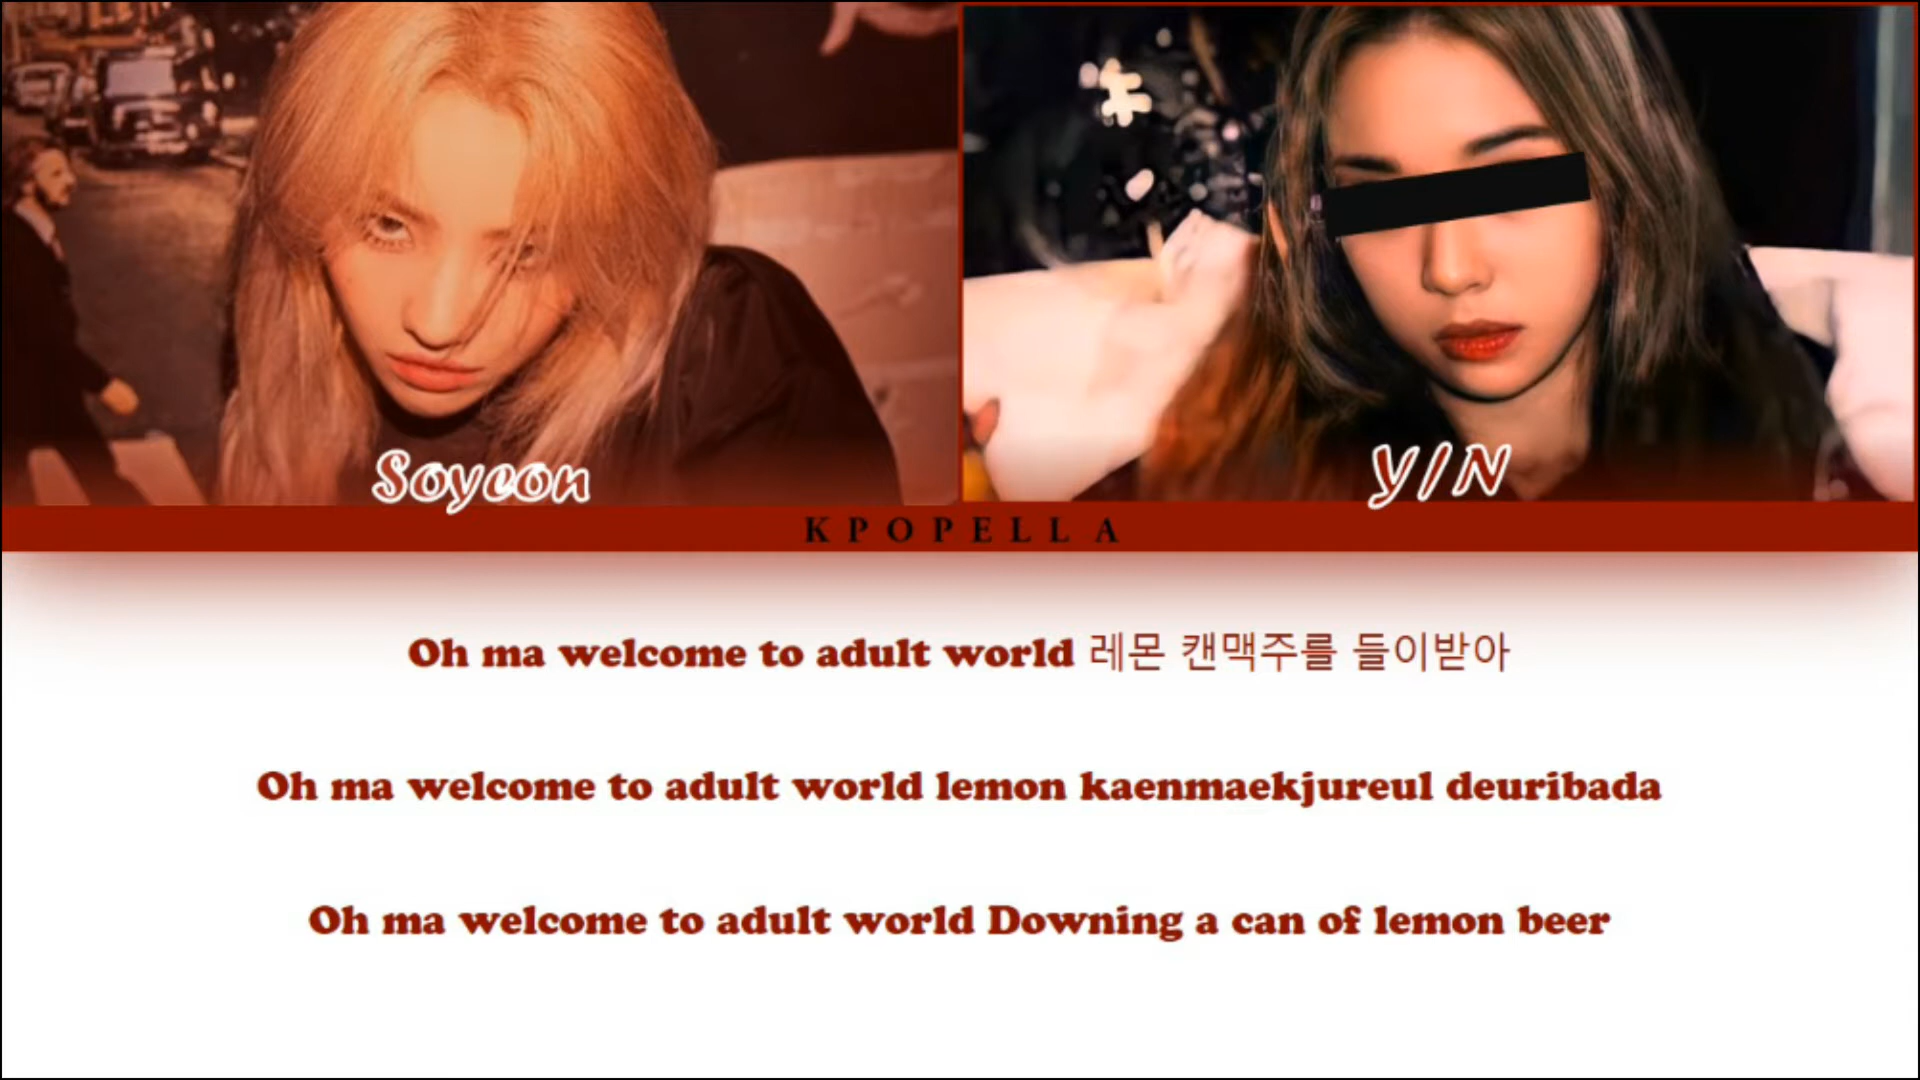 Soyeon
Y/N
KPOPELLA
Oh ma welcome to adult world 레몬 캔맥주를 들이받아
Oh ma welcome to adult world lemon kaenmaekjureul deuribada
Oh ma welcome to adult world Downing a can of lemon beer